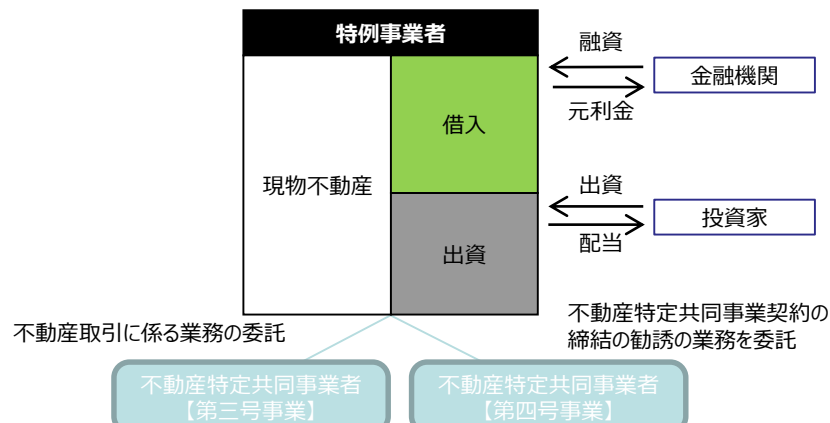 特例事業者
融資
金融機関
元利金
借入
現物不動産
出資
投資家
配当
出資
不動産取引に係る業務の委託
不動産特定共同事業契約の
締結の勧誘の業務を委託
不動産特定共同事業者
【第三号事業】
不動産特定共同事業者
【第四号事業】